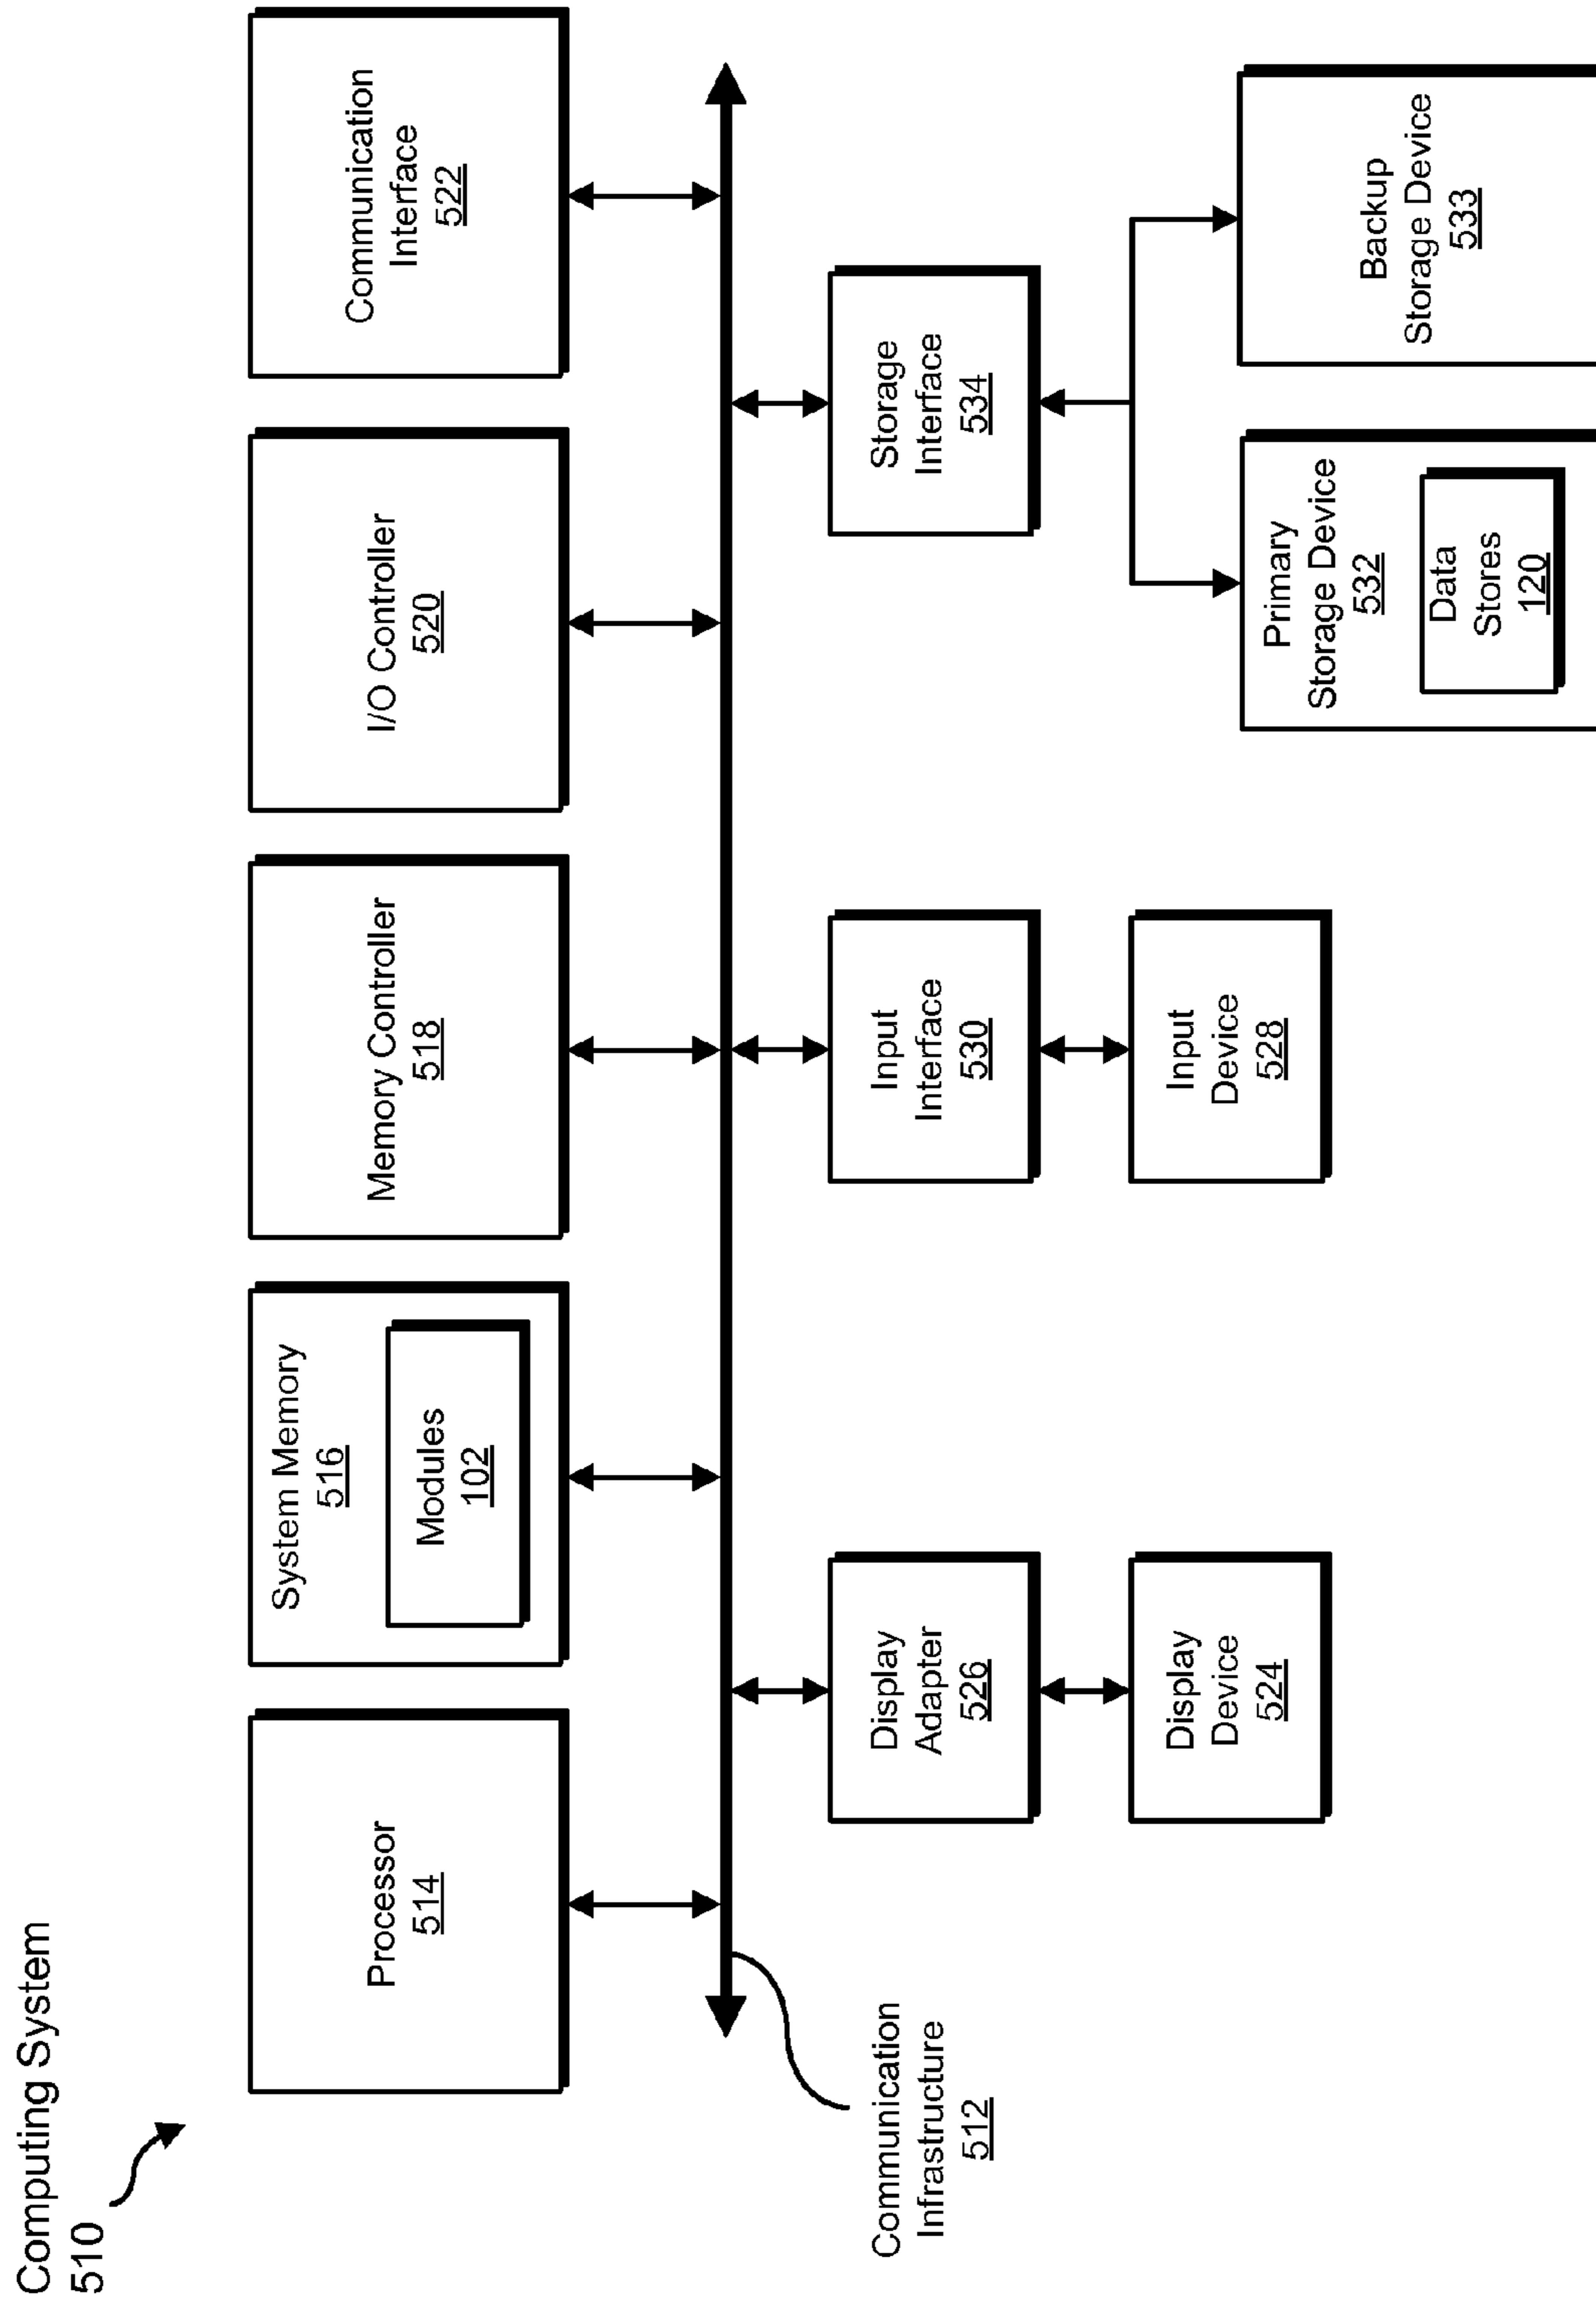 Computing System
510
Processor
514
System Memory
516
Modules
102
Memory Controller
518
I/O Controller
520
Communication
Interface
522
Communication
Infrastructure
512
Display
Adapter
526
Input
Interface
530
Storage
Interface
534
Display
Device
524
Input
Device
528
Primary
Storage Device
532
Data
Stores
120
Backup
Storage Device
533